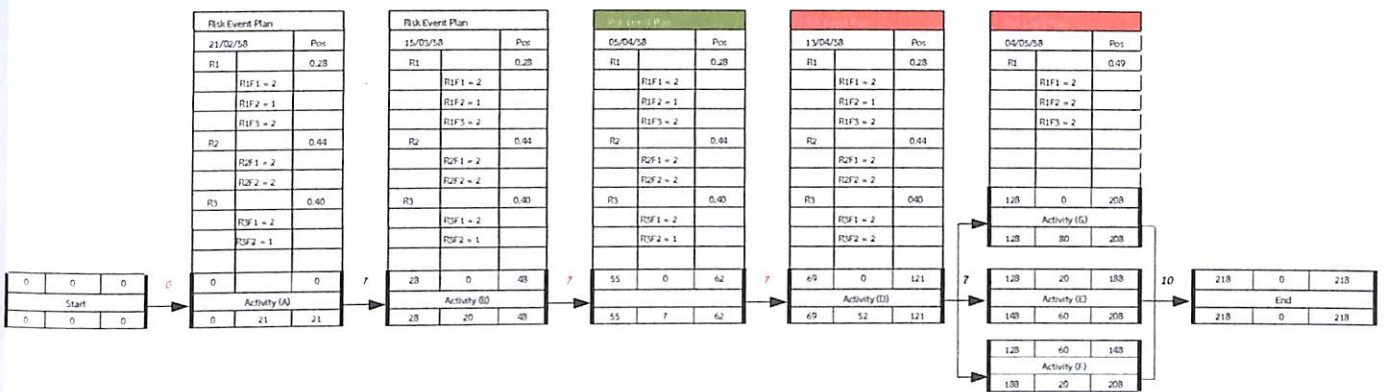 Risk Event Plan
21/02/58 Pos
R1 0.28
R1F1 = 2
R1F2 = 1
R1F3 = 2
R2 0.44
R2F1 = 2
R2F2 = 2
R3 0.40
R3F1 = 2
R3F2 = 1
0 0 0
Activity (A)
0 21 21
Risk Event Plan
15/03/58 Pos
R1 0.28
R1F1 = 2
R1F2 = 1
R1F3 = 2
R2 0.44
R2F1 = 2
R2F2 = 2
R3 0.40
R3F1 = 2
R3F2 = 1
28 0 48
Activity (B)
28 20 48
Risk Event Plan
05/04/58 Pos
R1 0.28
R1F1 = 2
R1F2 = 1
R1F3 = 2
R2 0.44
R2F1 = 2
R2F2 = 2
R3 0.40
R3F1 = 2
R3F2 = 1
55 0 62
55 7 62
13/04/58 Pos
R1 0.28
R1F1 = 2
R1F2 = 1
R1F3 = 2
R2 0.44
R2F1 = 2
R2F2 = 2
R3 040
R3F1 = 2
R3F2 = 2
69 0 121
Activity (D)
69 52 121
04/05/58 Pos
R1 0.49
R1F1 = 2
R1F2 = 2
R1F3 = 2
128 0 208
Activity (G)
128 80 208
0 0 0
Start
0 0 0
0
7
7
7
7
128 20 188
Activity (E)
148 60 208
10
218 0 218
End
218 0 218
128 60 148
Activity (F)
188 20 208